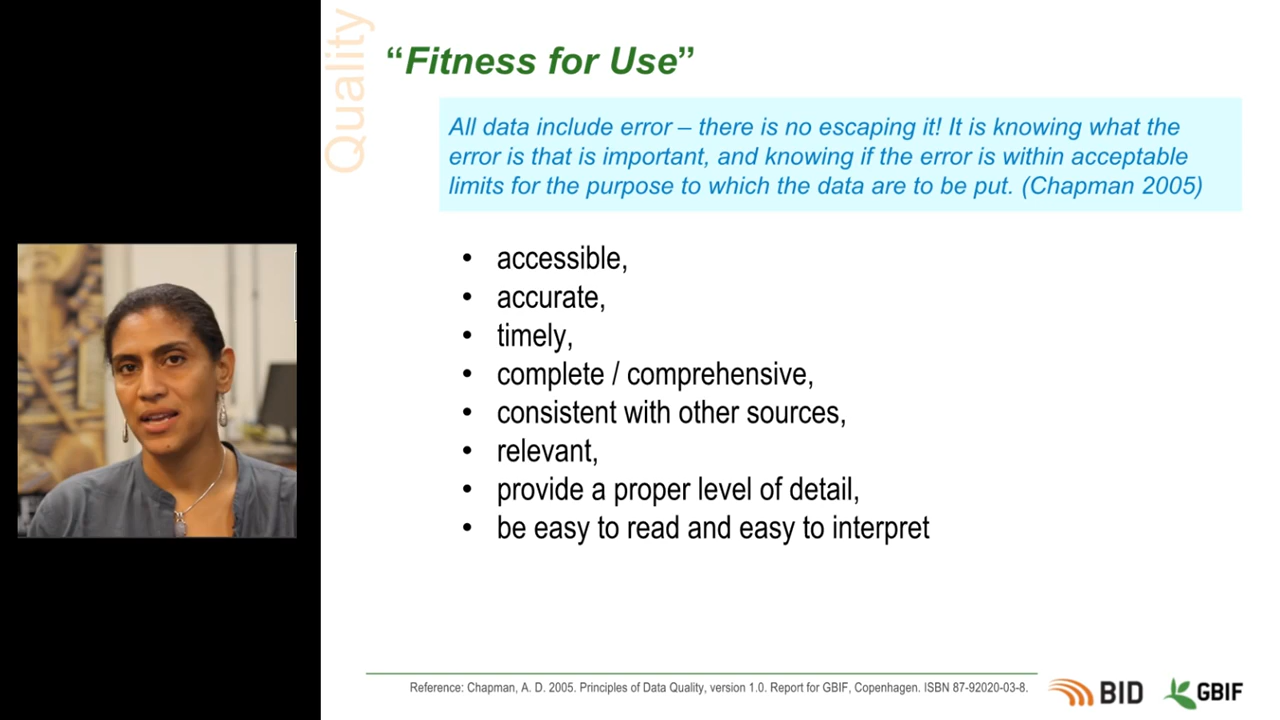 Quality
“Fitness for Use”
All data include error – there is no escaping it! It is knowing what the
error is that is important, and knowing if the error is within acceptable
limits for the purpose to which the data are to be put. (Chapman 2005)
• accessible,
• accurate,
• timely,
• complete / comprehensive,
• consistent with other sources,
• relevant,
• provide a proper level of detail,
• be easy to read and easy to interpret
Reference: Chapman, A. D. 2005. Principles of Data Quality, version 1.0. Report for GBIF, Copenhagen. ISBN 87-92020-03-8.
BID
GBIF